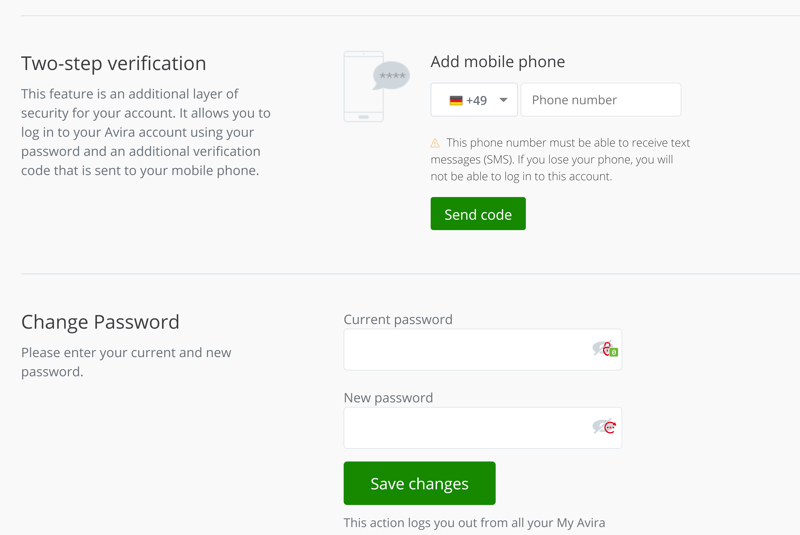 Two-step verification
This feature is an additional layer of
security for your account. It allows you to
log in to your Avira account using your
password and an additional verification
code that is sent to your mobile phone.
****
Add mobile phone
+49
Phone number
This phone number must be able to receive text
messages (SMS). If you lose your phone, you will
not be able to log in to this account.
Send code
Change Password
Please enter your current and new
password.
Current password
New password
Save changes
This action logs you out from all your My Avira